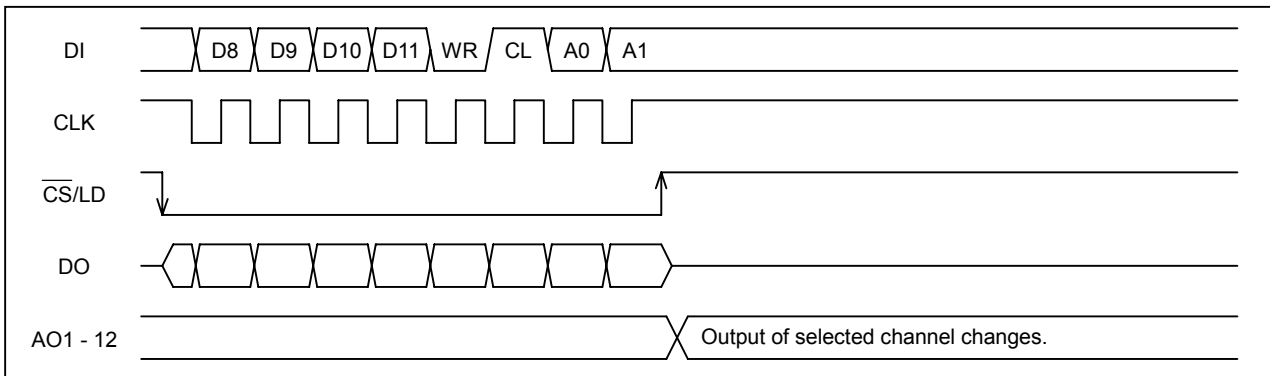 DI D8 D9 D10 D11 WR CL A0 A1
CLK
CS/LD
DO
AO1 - 12 Output of selected channel changes.